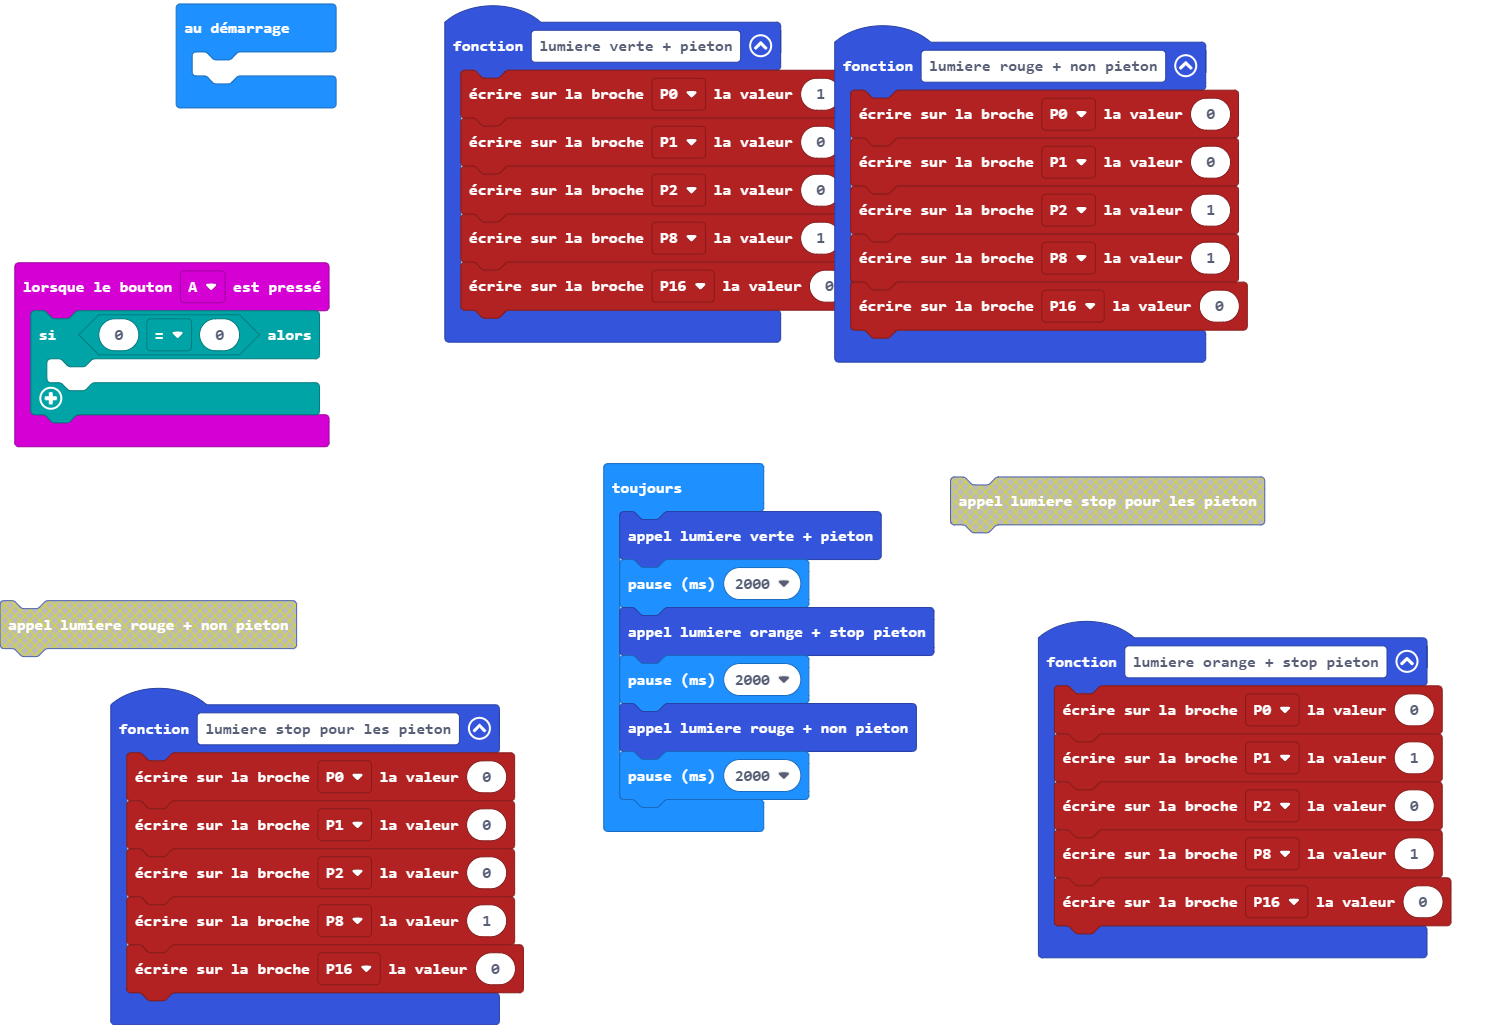 au démarrage
fonction lumiere verte + pieton
écrire sur la broche P0 la valeur 1
écrire sur la broche P1 la valeur 0
écrire sur la broche P2 la valeur 0
écrire sur la broche P8 la valeur 1
écrire sur la broche P16 la valeur 0
fonction lumiere rouge + non pieton
écrire sur la broche P0 la valeur 0
écrire sur la broche P1 la valeur 0
écrire sur la broche P2 la valeur 1
écrire sur la broche P8 la valeur 1
écrire sur la broche P16 la valeur 0
lorsque le bouton A est pressé
si 0 = 0 alors
toujours
appel lumiere verte + pieton
pause (ms) 2000
appel lumiere orange + stop pieton
pause (ms) 2000
appel lumiere rouge + non pieton
pause (ms) 2000
appel lumiere stop pour les pieton
appel lumiere rouge + non pieton
fonction lumiere stop pour les pieton
écrire sur la broche P0 la valeur 0
écrire sur la broche P1 la valeur 0
écrire sur la broche P2 la valeur 0
écrire sur la broche P8 la valeur 1
écrire sur la broche P16 la valeur 0
fonction lumiere orange + stop pieton
écrire sur la broche P0 la valeur 0
écrire sur la broche P1 la valeur 1
écrire sur la broche P2 la valeur 0
écrire sur la broche P8 la valeur 1
écrire sur la broche P16 la valeur 0